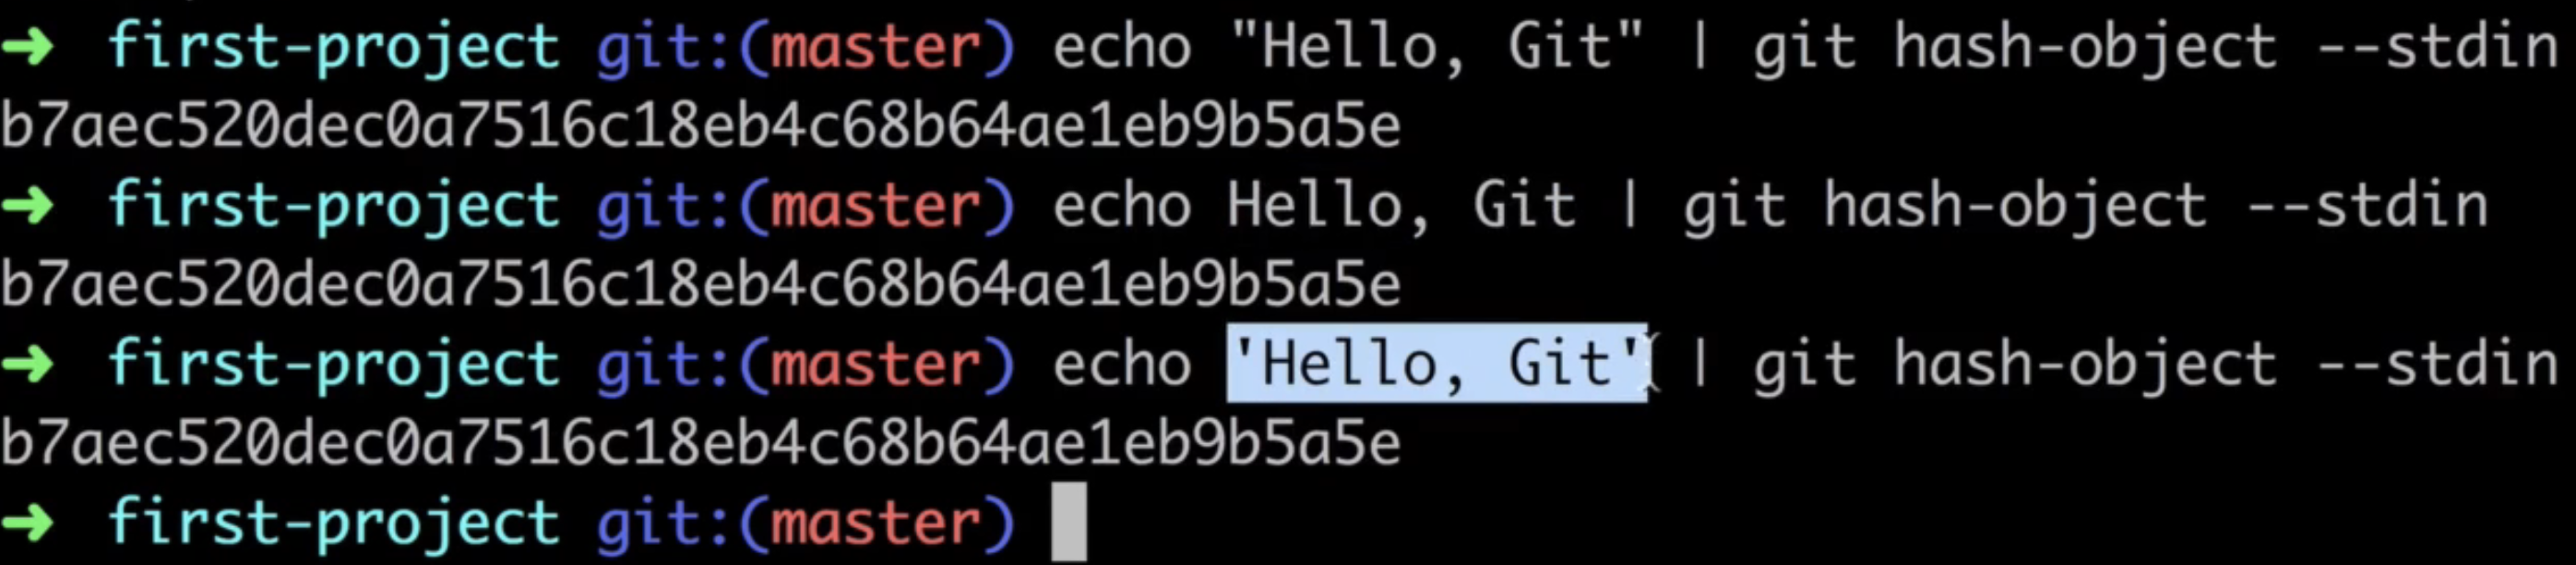 ➜ first-project git:(master) echo "Hello, Git" | git hash-object --stdin
b7aec520dec0a7516c18eb4c68b64ae1eb9b5a5e
➜ first-project git:(master) echo Hello, Git | git hash-object --stdin
b7aec520dec0a7516c18eb4c68b64ae1eb9b5a5e
➜ first-project git:(master) echo 'Hello, Git' | git hash-object --stdin
b7aec520dec0a7516c18eb4c68b64ae1eb9b5a5e
➜ first-project git:(master)